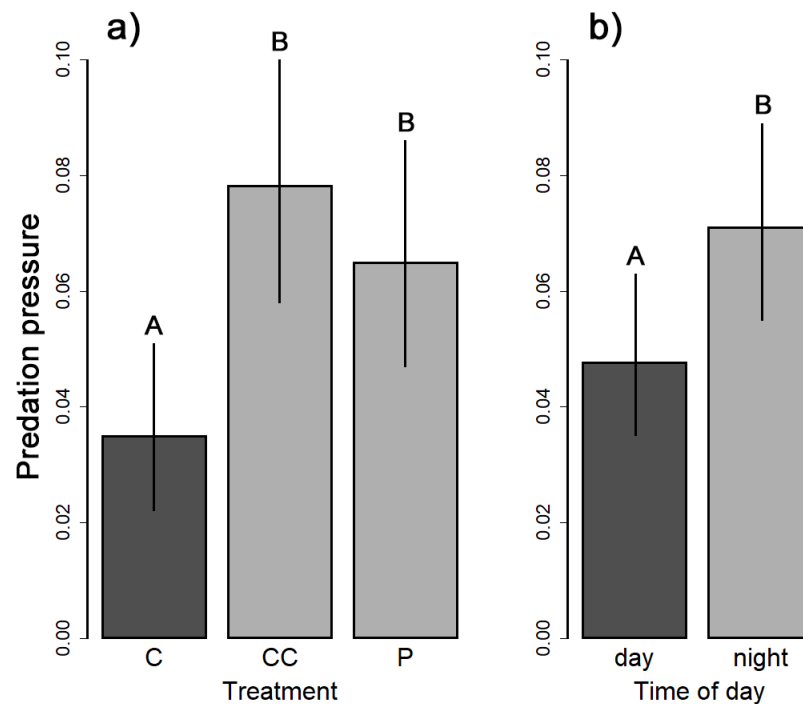 a)
Predation pressure
0.10
0.08
0.06
0.04
0.02
0.00
A
B
B
C CC P
Treatment
b)
0.10
0.08
0.06
0.04
0.02
0.00
A
B
day night
Time of day